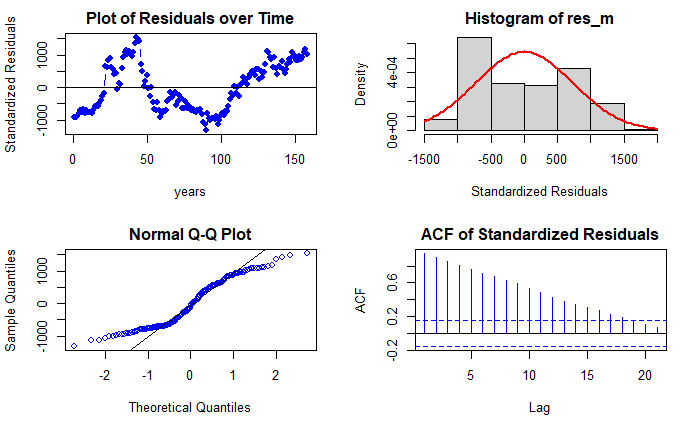 Plot of Residuals over Time
Standardized Residuals
-1000
0
1000
0
50
100
150
years
Histogram of res_m
Density
0e+00
4e-04
-1500
-500
0
500
1500
Standardized Residuals
Normal Q-Q Plot
Sample Quantiles
-1000
0
1000
-2
-1
0
1
2
Theoretical Quantiles
ACF of Standardized Residuals
ACF
-0.2
0.2
0.6
5
10
15
20
Lag